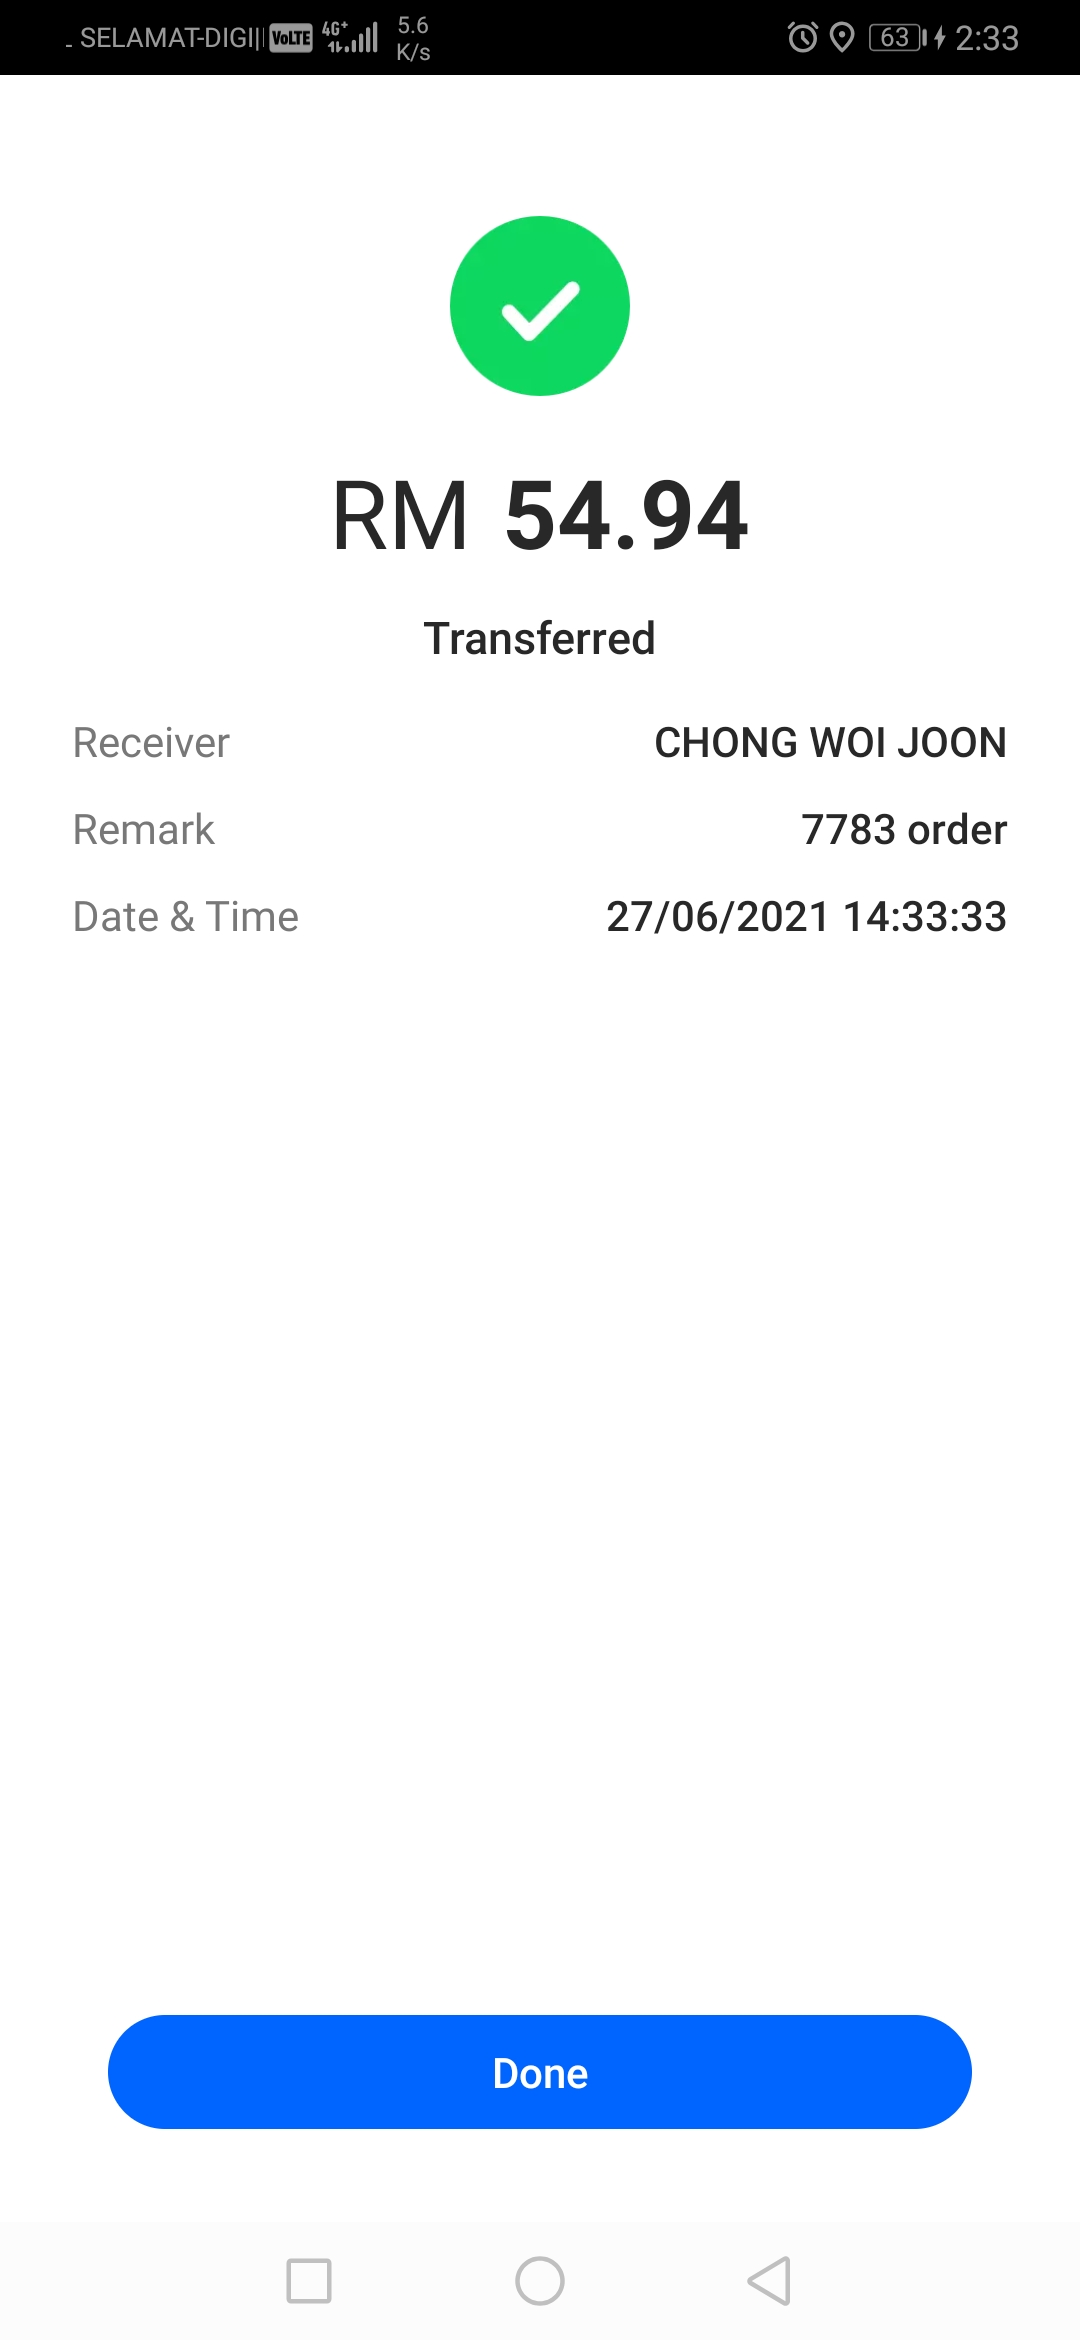 SELAMAT-DIGI VoLTE 4G+ 5.6 K/s 63 2:33
RM 54.94
Transferred
Receiver CHONG WOI JOON
Remark 7783 order
Date & Time 27/06/2021 14:33:33
Done